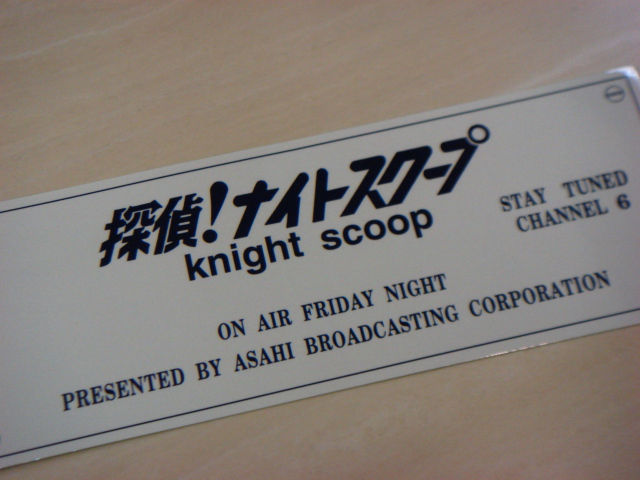 探偵!ナイトスクープ
knight scoop
STAY TUNED
CHANNEL 6
ON AIR FRIDAY NIGHT
PRESENTED BY ASAHI BROADCASTING CORPORATION